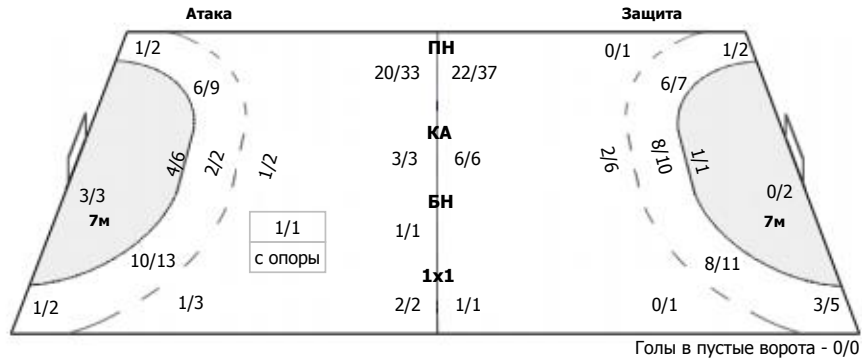 Атака Защита
1/2 ПН 0/1 1/2
20/33 22/37
6/9 6/7
КА
4/6 2/2 1/2 3/3 6/6 2/6 8/10 1/1
3/3 0/2
7м 7м
БН
1/1 1/1
с опоры
10/13 8/11
1x1
1/2 1/3 2/2 1/1 0/1 3/5
Голы в пустые ворота - 0/0